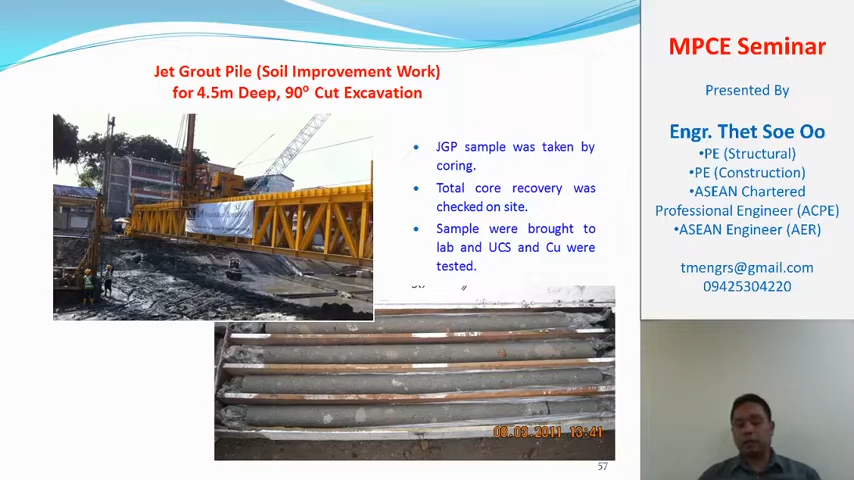 Jet Grout Pile (Soil Improvement Work)
for 4.5m Deep, 90⁰ Cut Excavation
• JGP sample was taken by
coring.
• Total core recovery was
checked on site.
• Sample were brought to
lab and UCS and Cu were
tested.
08.03.2011 13:41
57
MPCE Seminar
Presented By
Engr. Thet Soe Oo
•PE (Structural)
•PE (Construction)
•ASEAN Chartered
Professional Engineer (ACPE)
•ASEAN Engineer (AER)
tmengrs@gmail.com
09425304220